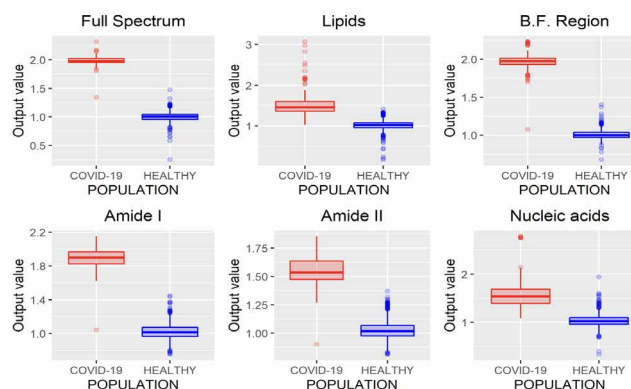 Full Spectrum
Output value
2.0
1.5
1.0
0.5
COVID-19 HEALTHY
POPULATION
Lipids
Output value
3
2
1
COVID-19 HEALTHY
POPULATION
B.F. Region
Output value
2.0
1.5
1.0
COVID-19 HEALTHY
POPULATION
Amide I
Output value
2.2
1.8
1.4
1.0
COVID-19 HEALTHY
POPULATION
Amide II
Output value
1.75
1.50
1.25
1.00
COVID-19 HEALTHY
POPULATION
Nucleic acids
Output value
2
1
COVID-19 HEALTHY
POPULATION